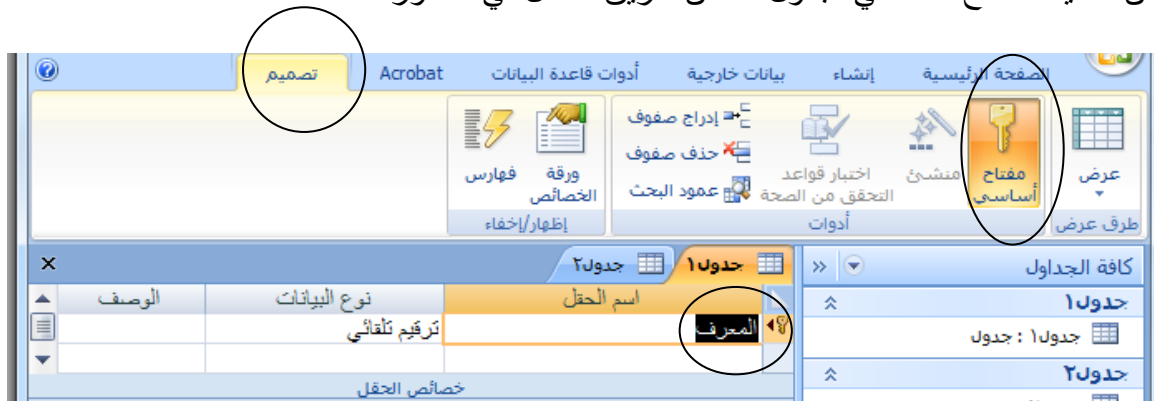 الصفحة الرئيسية إنشاء بيانات خارجية أدوات قاعدة البيانات Acrobat تصميم
عرض
مفتاح أساسي
منشئ
اختبار قواعد التحقق من الصحة
إدراج صفوف
حذف صفوف
عمود البحث
ورقة الخصائص
فهارس
طرق عرض أدوات إظهار/إخفاء
كافة الجداول
جدول١ جدول٢
جدول١
جدول١ : جدول
جدول٢
اسم الحقل نوع البيانات الوصف
المعرف ترقيم تلقائي
خصائص الحقل